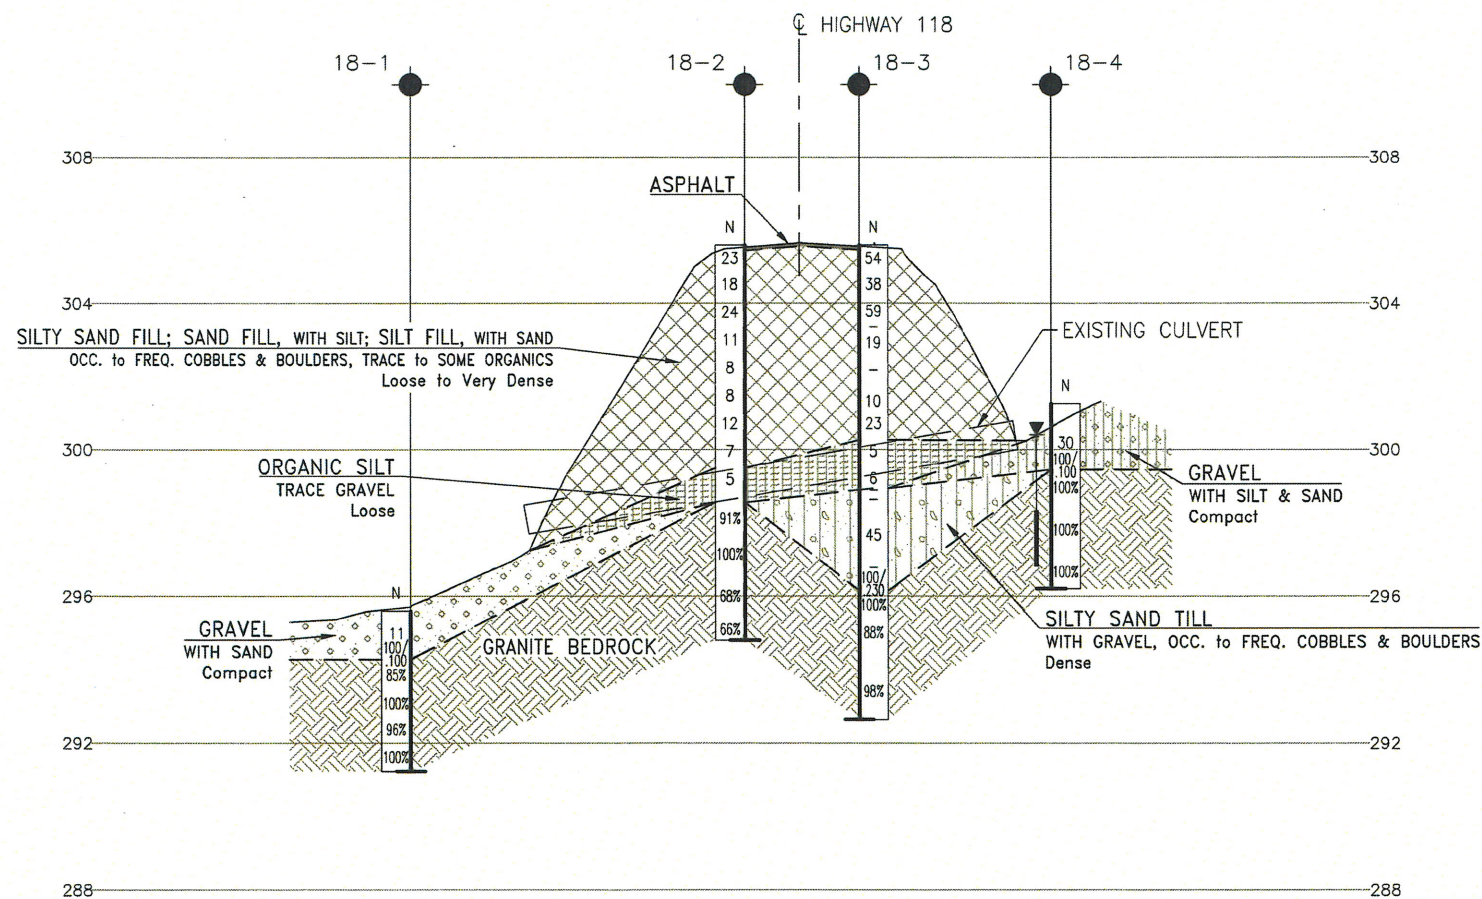 ℄ HIGHWAY 118
18-1
18-2
18-3
18-4
308
308
ASPHALT
N
N
23
18
24
11
8
8
12
7
5
91%
100%
68%
66%
54
38
59
–
19
–
10
23
5
6
–
45
–
100/
230
100%
88%
98%
304
304
SILTY SAND FILL; SAND FILL, WITH SILT; SILT FILL, WITH SAND
OCC. to FREQ. COBBLES & BOULDERS, TRACE to SOME ORGANICS
Loose to Very Dense
EXISTING CULVERT
N
30
100/
100
100%
100%
100%
300
300
ORGANIC SILT
TRACE GRAVEL
Loose
GRAVEL
WITH SILT & SAND
Compact
296
296
N
11
100/
100
85%
100%
96%
100%
GRAVEL
WITH SAND
Compact
GRANITE BEDROCK
SILTY SAND TILL
WITH GRAVEL, OCC. to FREQ. COBBLES & BOULDERS
Dense
292
292
288
288